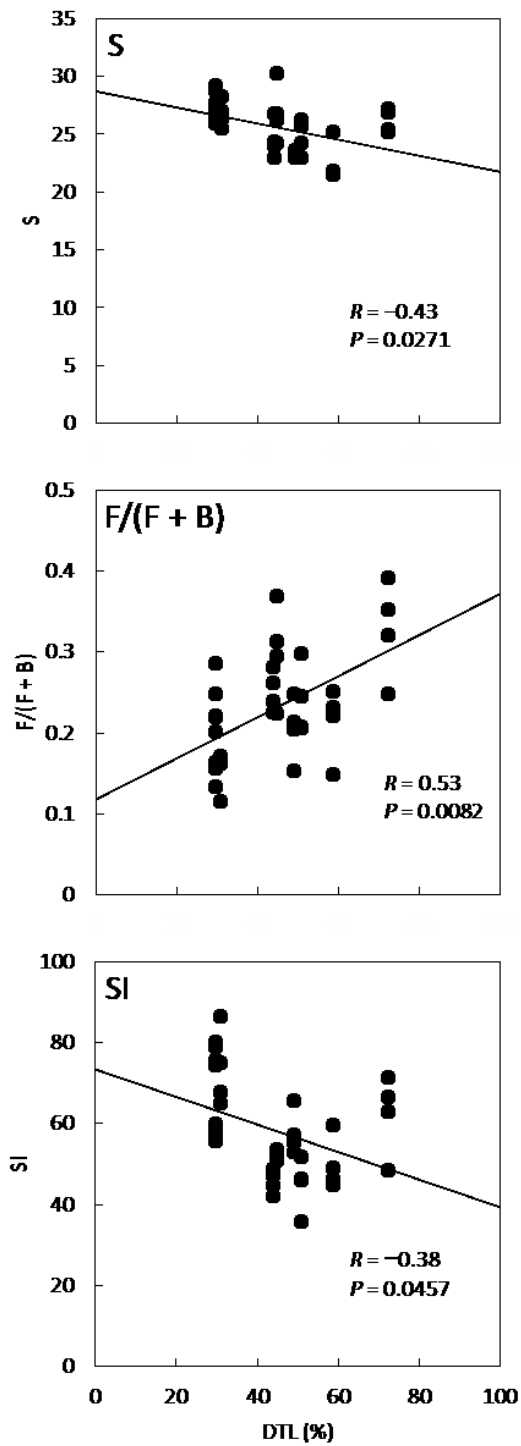 S
35
30
25
20
15
10
5
0
S
R = −0.43
P = 0.0271
F/(F + B)
0.5
0.4
0.3
0.2
0.1
0
F/(F + B)
R = 0.53
P = 0.0082
SI
100
80
60
40
20
0
SI
R = −0.38
P = 0.0457
0 20 40 60 80 100
DTL (%)